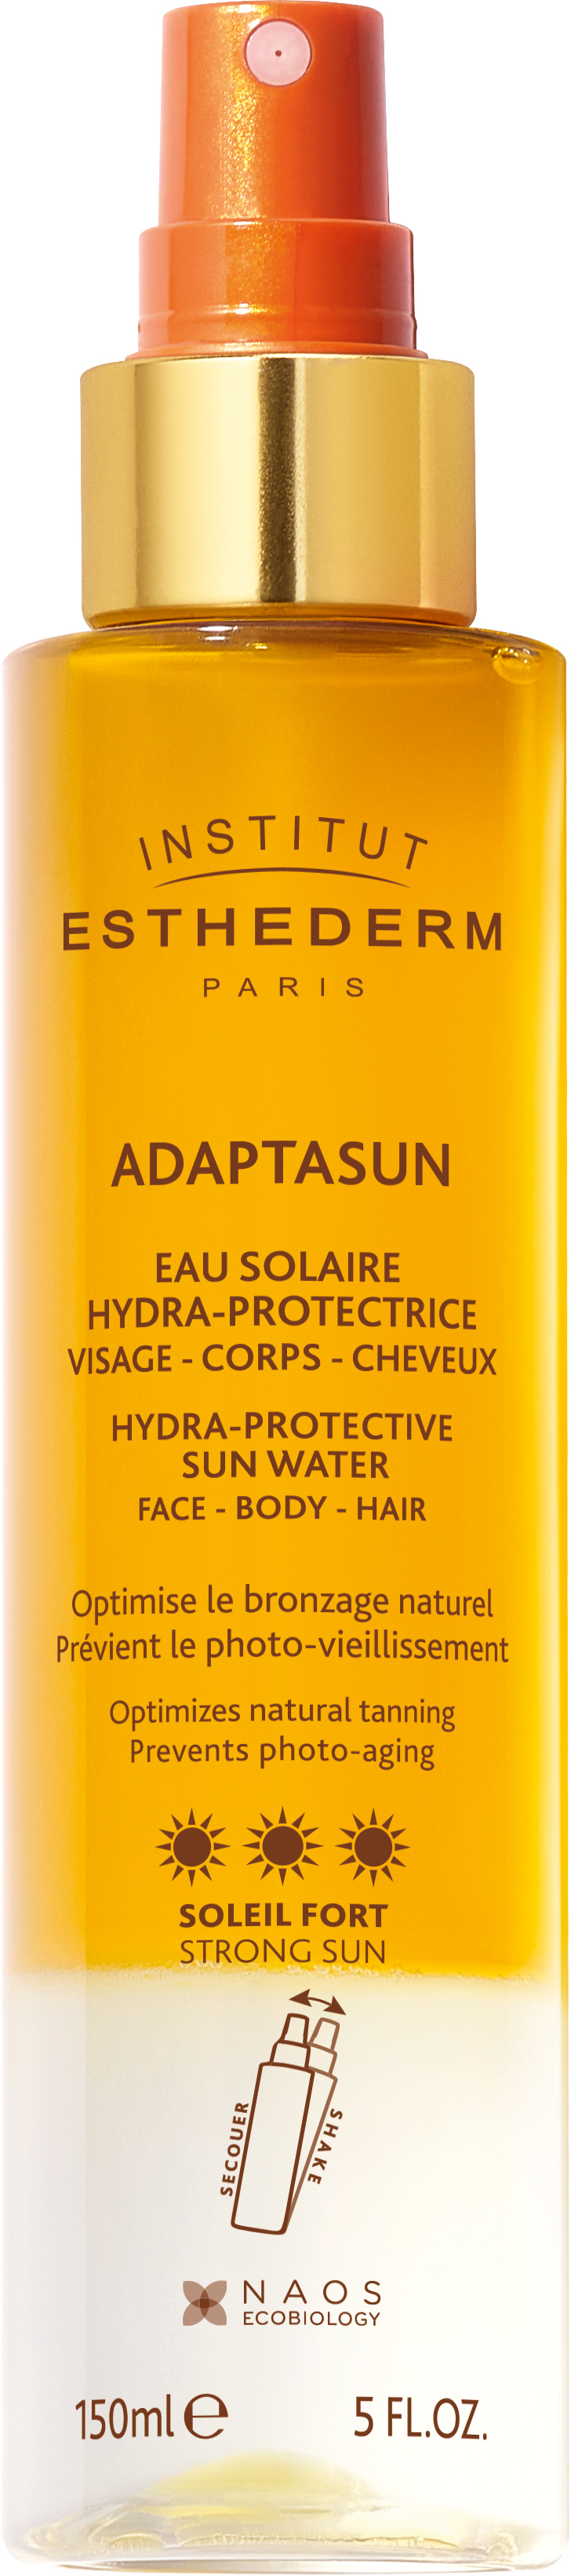 INSTITUT
ESTHEDERM
PARIS
ADAPTASUN
EAU SOLAIRE
HYDRA-PROTECTRICE
VISAGE - CORPS - CHEVEUX
HYDRA-PROTECTIVE
SUN WATER
FACE - BODY - HAIR
Optimise le bronzage naturel
Prévient le photo-vieillissement
Optimizes natural tanning
Prevents photo-aging
SOLEIL FORT
STRONG SUN
SECOUER
SHAKE
NAOS
ECOBIOLOGY
150ml ℮ 5 FL.OZ.